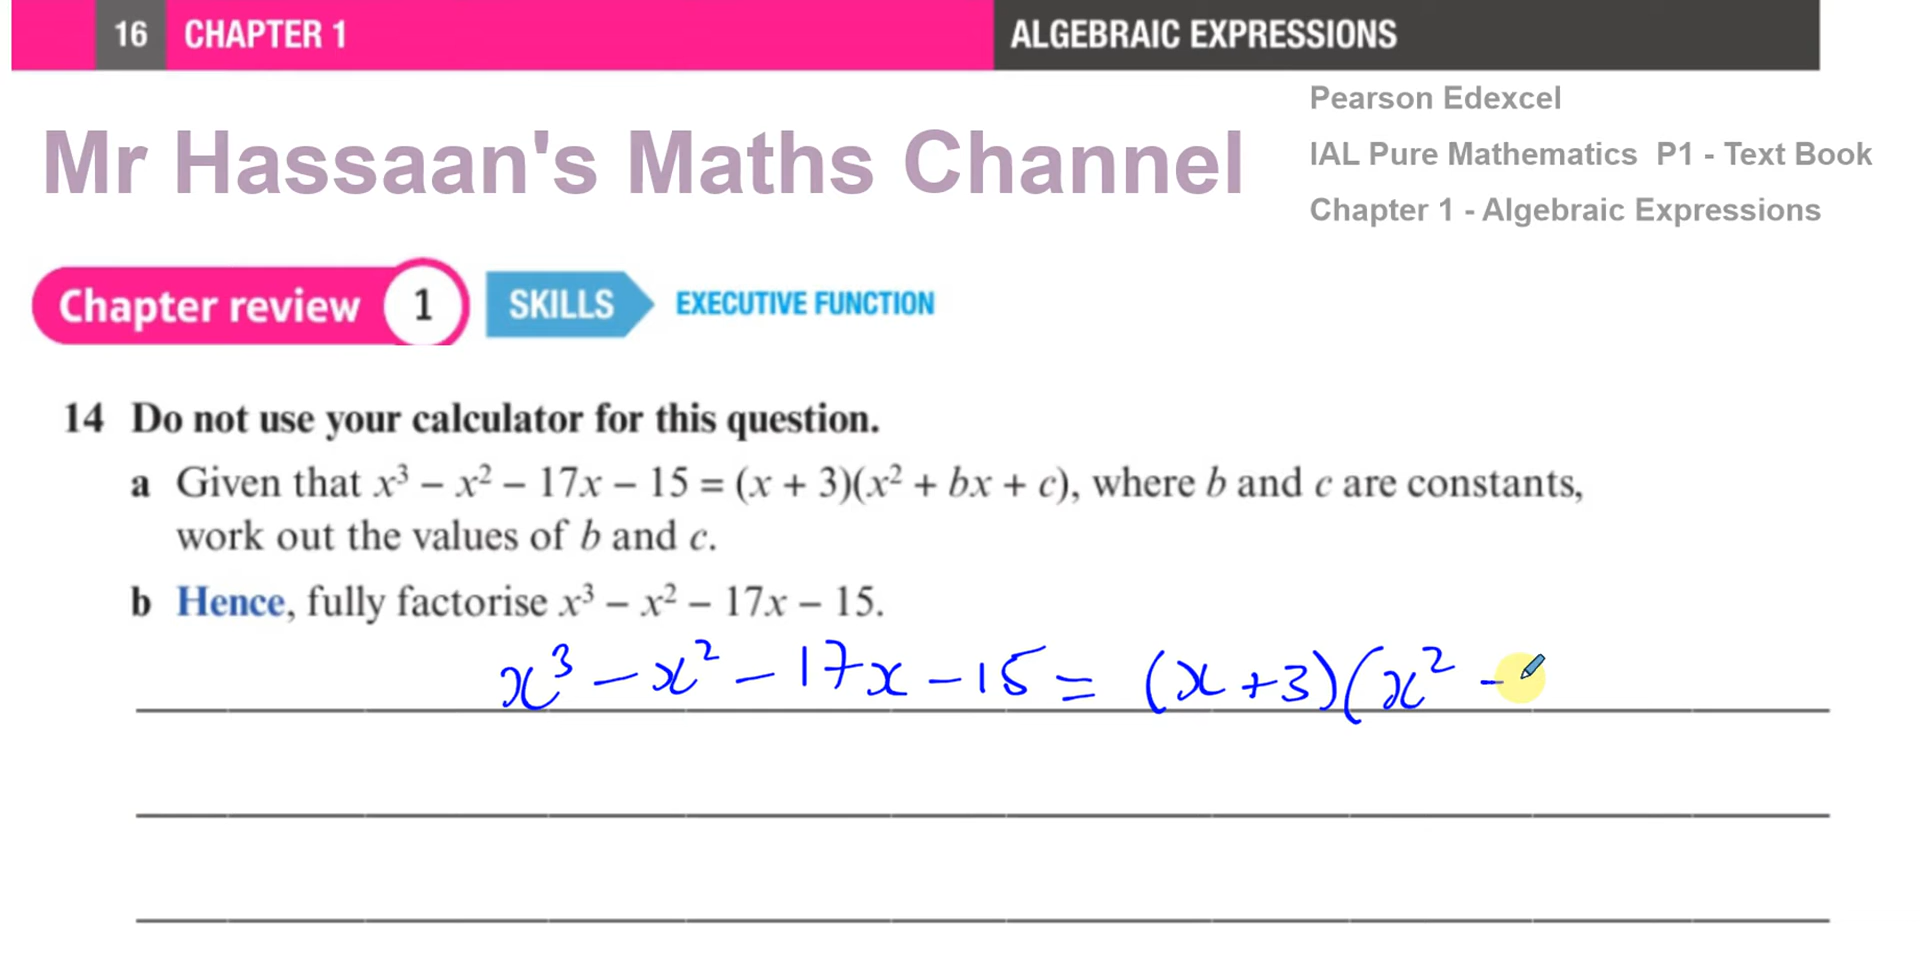 16 CHAPTER 1 ALGEBRAIC EXPRESSIONS
Pearson Edexcel
Mr Hassaan's Maths Channel
IAL Pure Mathematics P1 - Text Book
Chapter 1 - Algebraic Expressions
Chapter review 1 SKILLS EXECUTIVE FUNCTION
14 Do not use your calculator for this question.
a Given that x³ – x² – 17x – 15 = (x + 3)(x² + bx + c), where b and c are constants,
work out the values of b and c.
b Hence, fully factorise x³ – x² – 17x – 15.
x³ – x² – 17x – 15 = (x + 3)(x² –